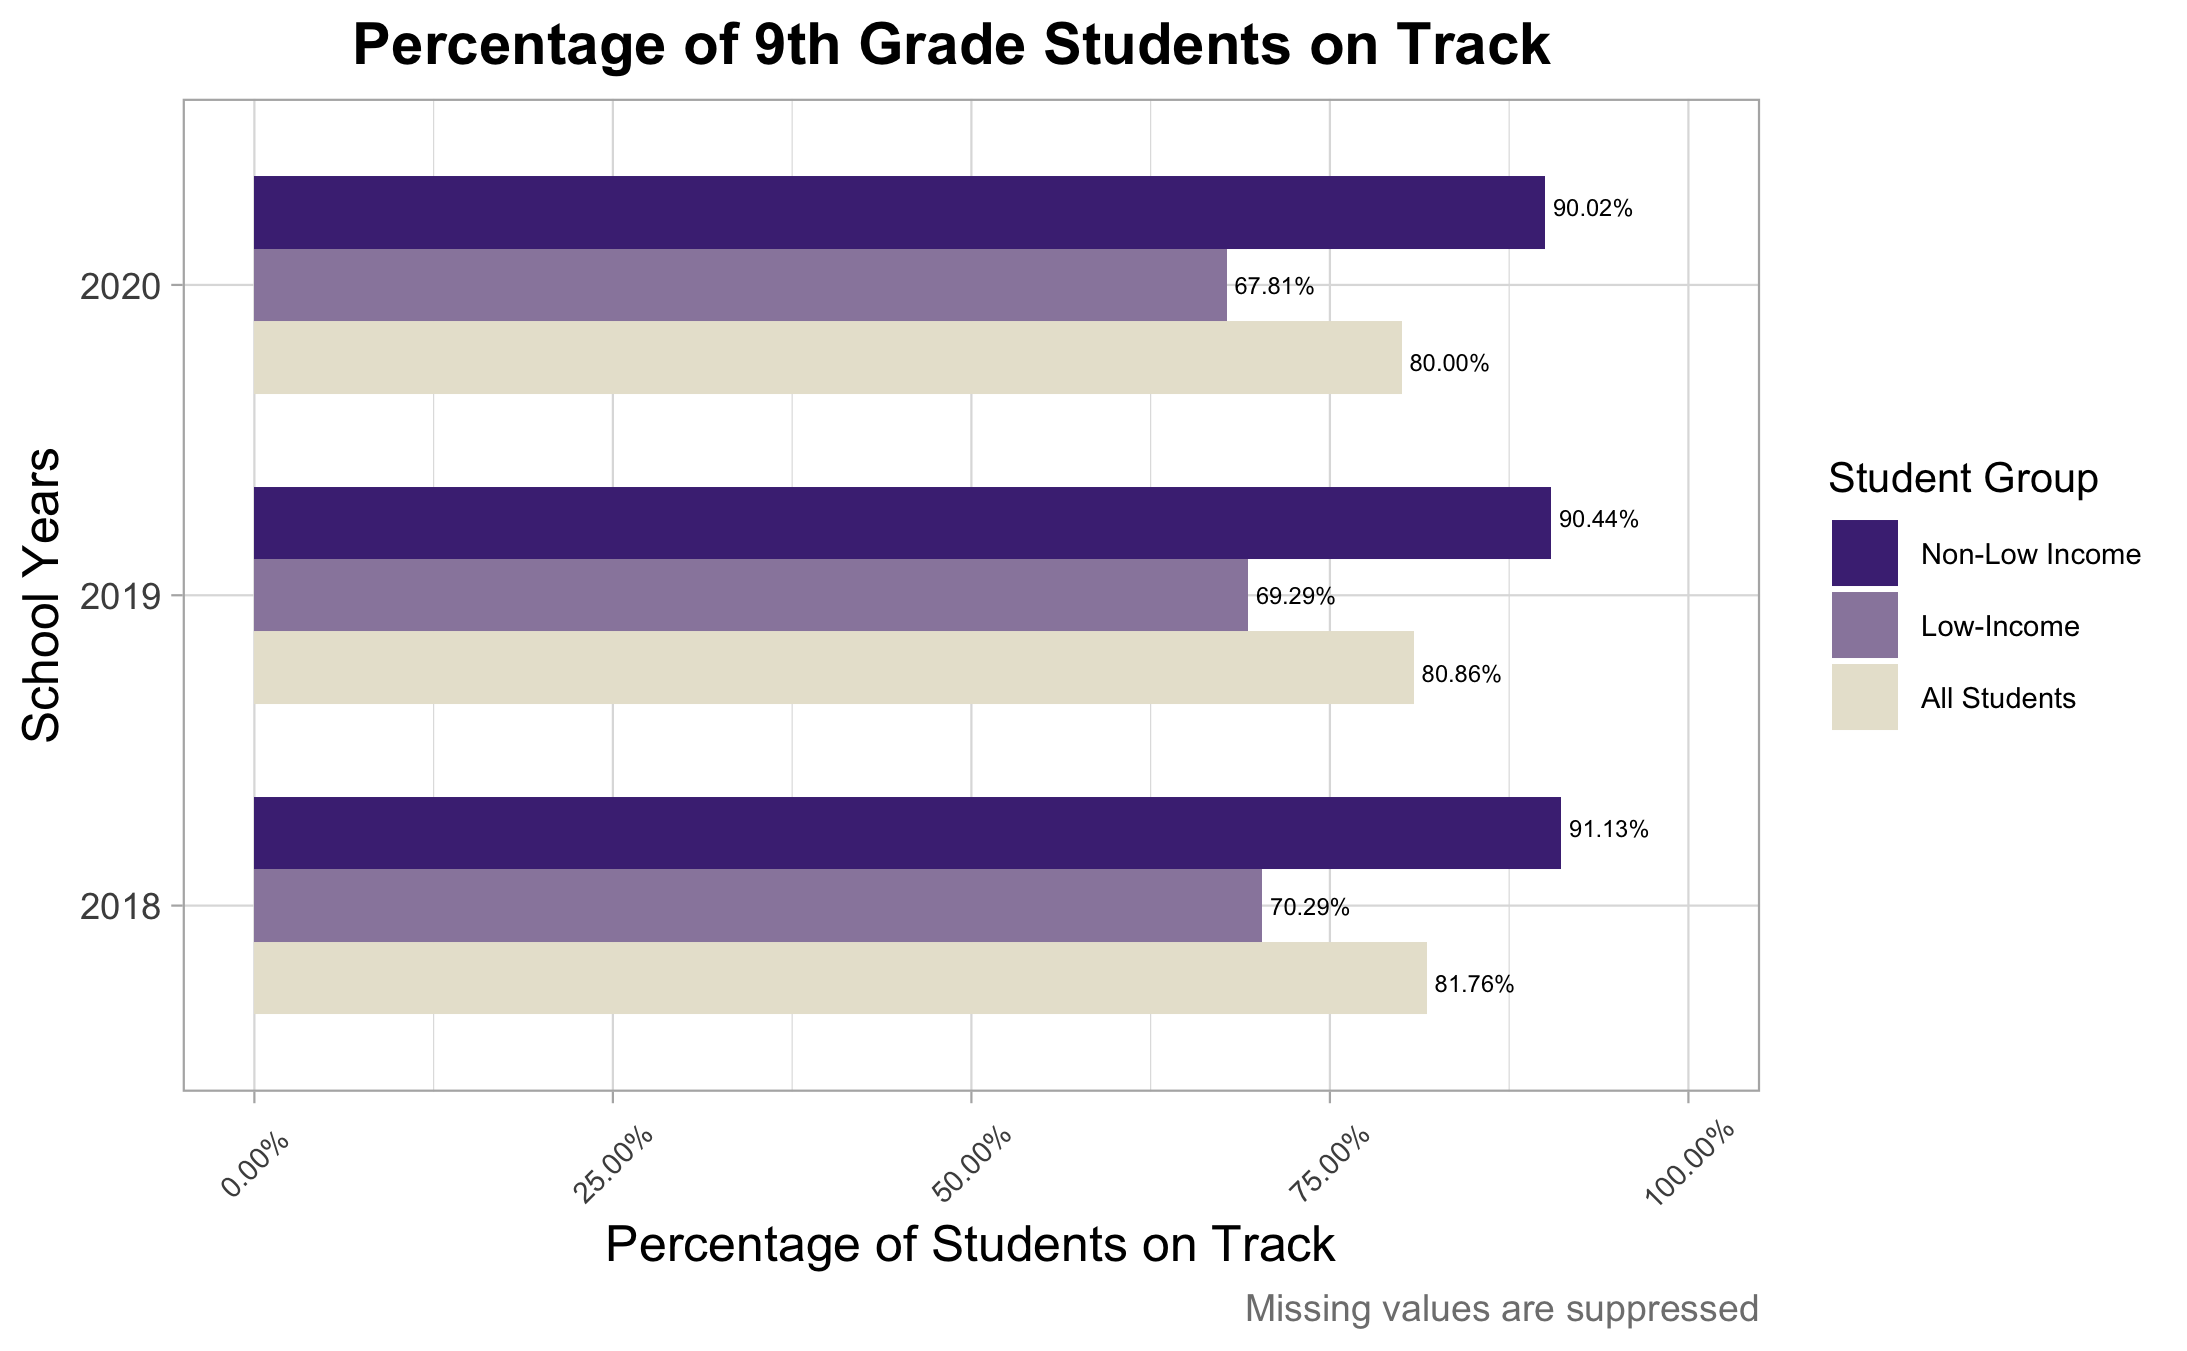 Percentage of 9th Grade Students on Track
School Years
2020
90.02%
67.81%
80.00%
2019
90.44%
69.29%
80.86%
2018
91.13%
70.29%
81.76%
0.00%
25.00%
50.00%
75.00%
100.00%
Percentage of Students on Track
Missing values are suppressed
Student Group
Non-Low Income
Low-Income
All Students